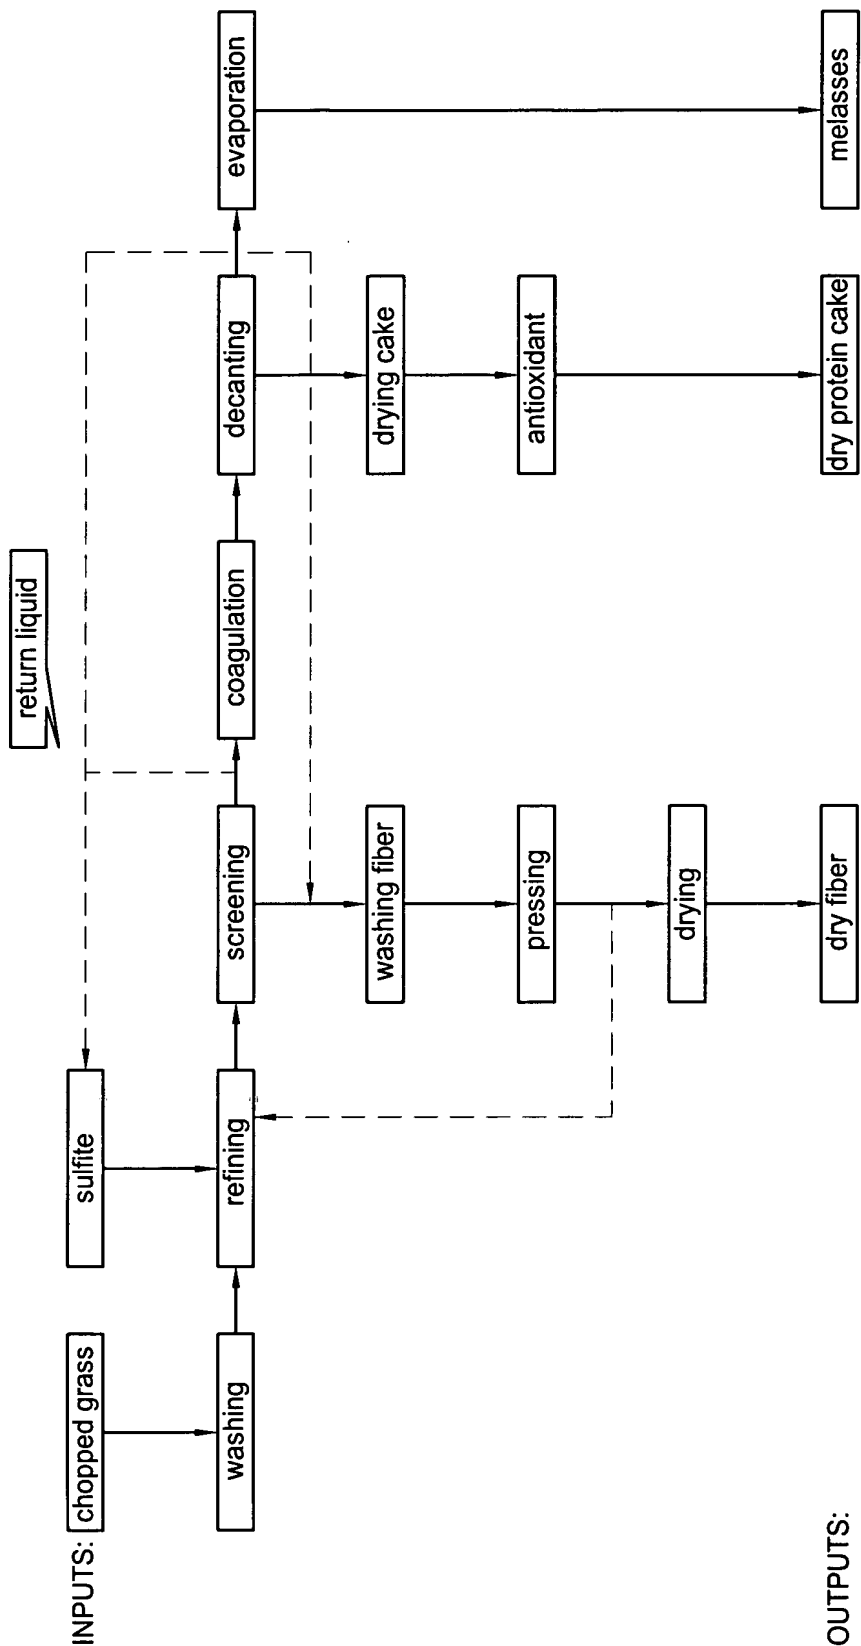 return liquid
INPUTS:
chopped grass
sulfite
washing
refining
screening
coagulation
decanting
evaporation
washing fiber
drying cake
pressing
antioxidant
drying
OUTPUTS:
dry fiber
dry protein cake
melasses